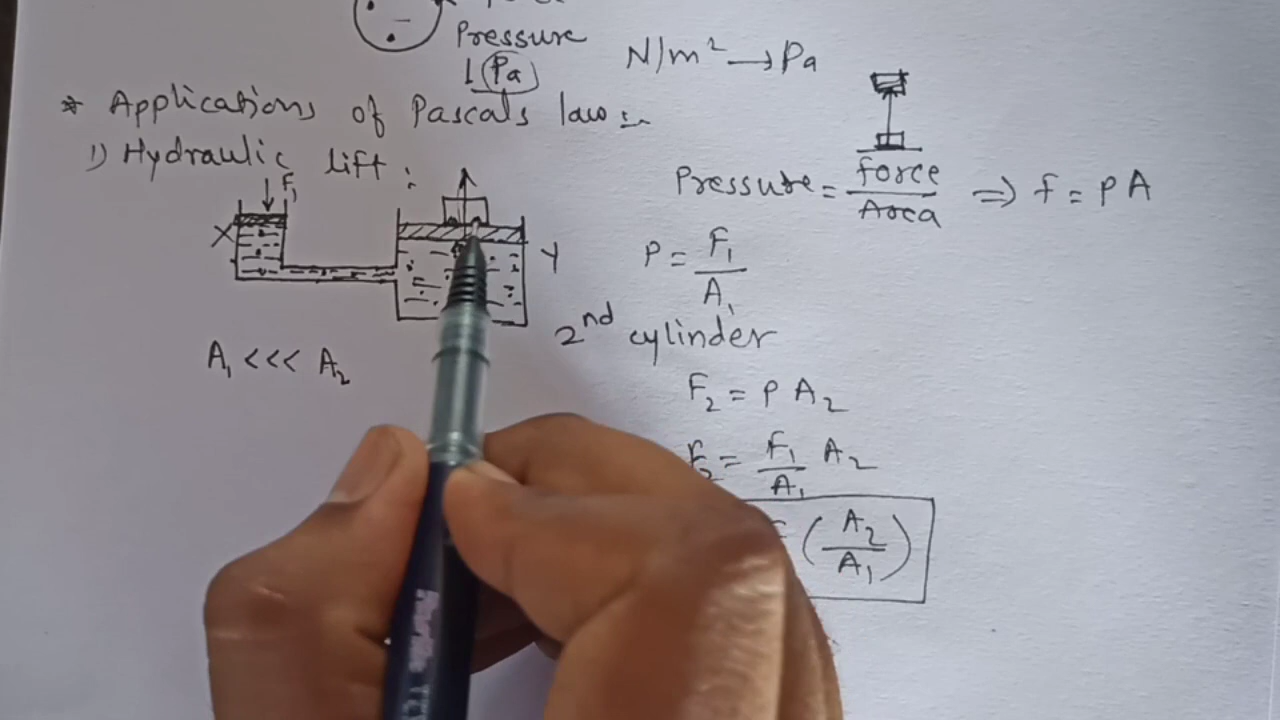 Pressure
1 Pa
N/m² → Pa
* Applications of Pascals law :-
1) Hydraulic lift :
F₁
X
Y
A₁ <<< A₂
Pressure = force / Area ⇒ f = PA
P = F₁ / A₁
2nd cylinder
F₂ = P A₂
F₂ = F₁ / A₁ A₂
(A₂ / A₁)